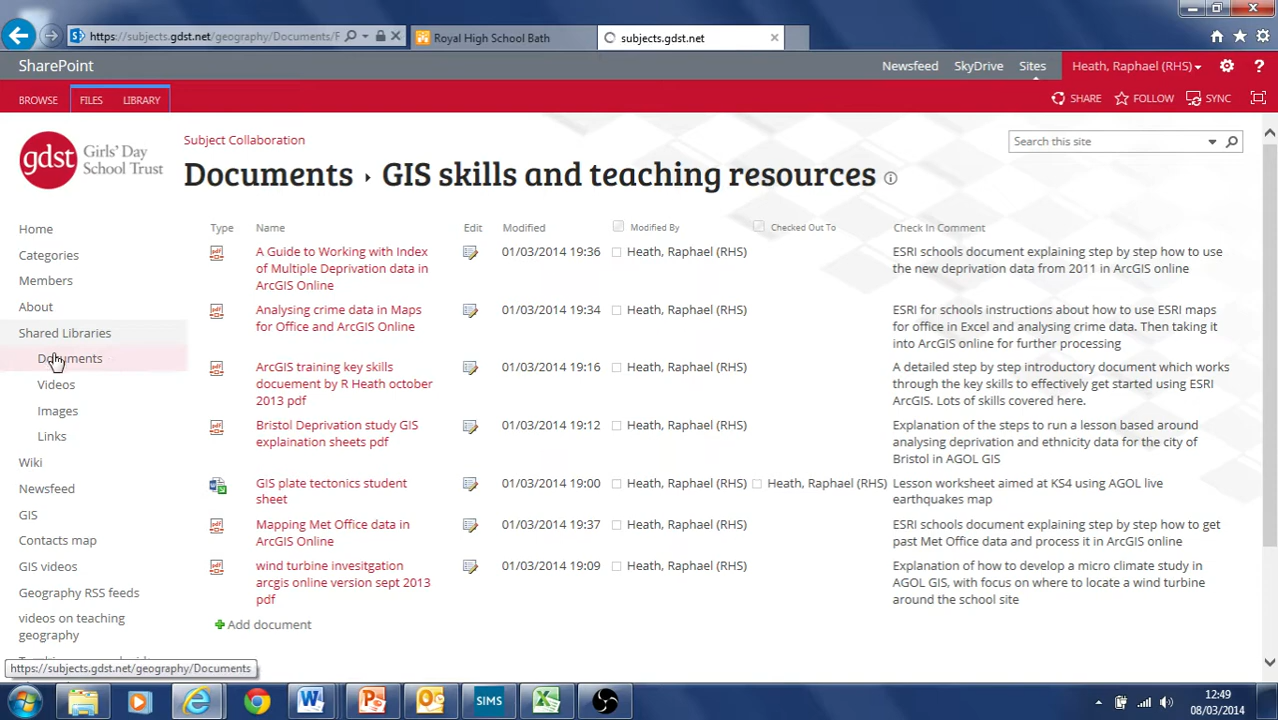 https://subjects.gdst.net/geography/Documents/F
Royal High School Bath
subjects.gdst.net
SharePoint
Newsfeed SkyDrive Sites Heath, Raphael (RHS)
BROWSE FILES LIBRARY SHARE FOLLOW SYNC
gdst Girls' Day School Trust
Subject Collaboration
Search this site
Documents › GIS skills and teaching resources
Home
Categories
Members
About
Shared Libraries
Documents
Videos
Images
Links
Wiki
Newsfeed
GIS
Contacts map
GIS videos
Geography RSS feeds
videos on teaching
geography
Type Name Edit Modified Modified By Checked Out To Check In Comment
A Guide to Working with Index
of Multiple Deprivation data in
ArcGIS Online
01/03/2014 19:36 Heath, Raphael (RHS)
ESRI schools document explaining step by step how to use
the new deprivation data from 2011 in ArcGIS online
Analysing crime data in Maps
for Office and ArcGIS Online
01/03/2014 19:34 Heath, Raphael (RHS)
ESRI for schools instructions about how to use ESRI maps
for office in Excel and analysing crime data. Then taking it
into ArcGIS online for further processing
ArcGIS training key skills
docuement by R Heath october
2013 pdf
01/03/2014 19:16 Heath, Raphael (RHS)
A detailed step by step introductory document which works
through the key skills to effectively get started using ESRI
ArcGIS. Lots of skills covered here.
Bristol Deprivation study GIS
explaination sheets pdf
01/03/2014 19:12 Heath, Raphael (RHS)
Explanation of the steps to run a lesson based around
analysing deprivation and ethnicity data for the city of
Bristol in AGOL GIS
GIS plate tectonics student
sheet
01/03/2014 19:00 Heath, Raphael (RHS) Heath, Raphael (RHS)
Lesson worksheet aimed at KS4 using AGOL live
earthquakes map
Mapping Met Office data in
ArcGIS Online
01/03/2014 19:37 Heath, Raphael (RHS)
ESRI schools document explaining step by step how to get
past Met Office data and process it in ArcGIS online
wind turbine invesitgation
arcgis online version sept 2013
pdf
01/03/2014 19:09 Heath, Raphael (RHS)
Explanation of how to develop a micro climate study in
AGOL GIS, with focus on where to locate a wind turbine
around the school site
Add document
https://subjects.gdst.net/geography/Documents
SIMS
12:49
08/03/2014